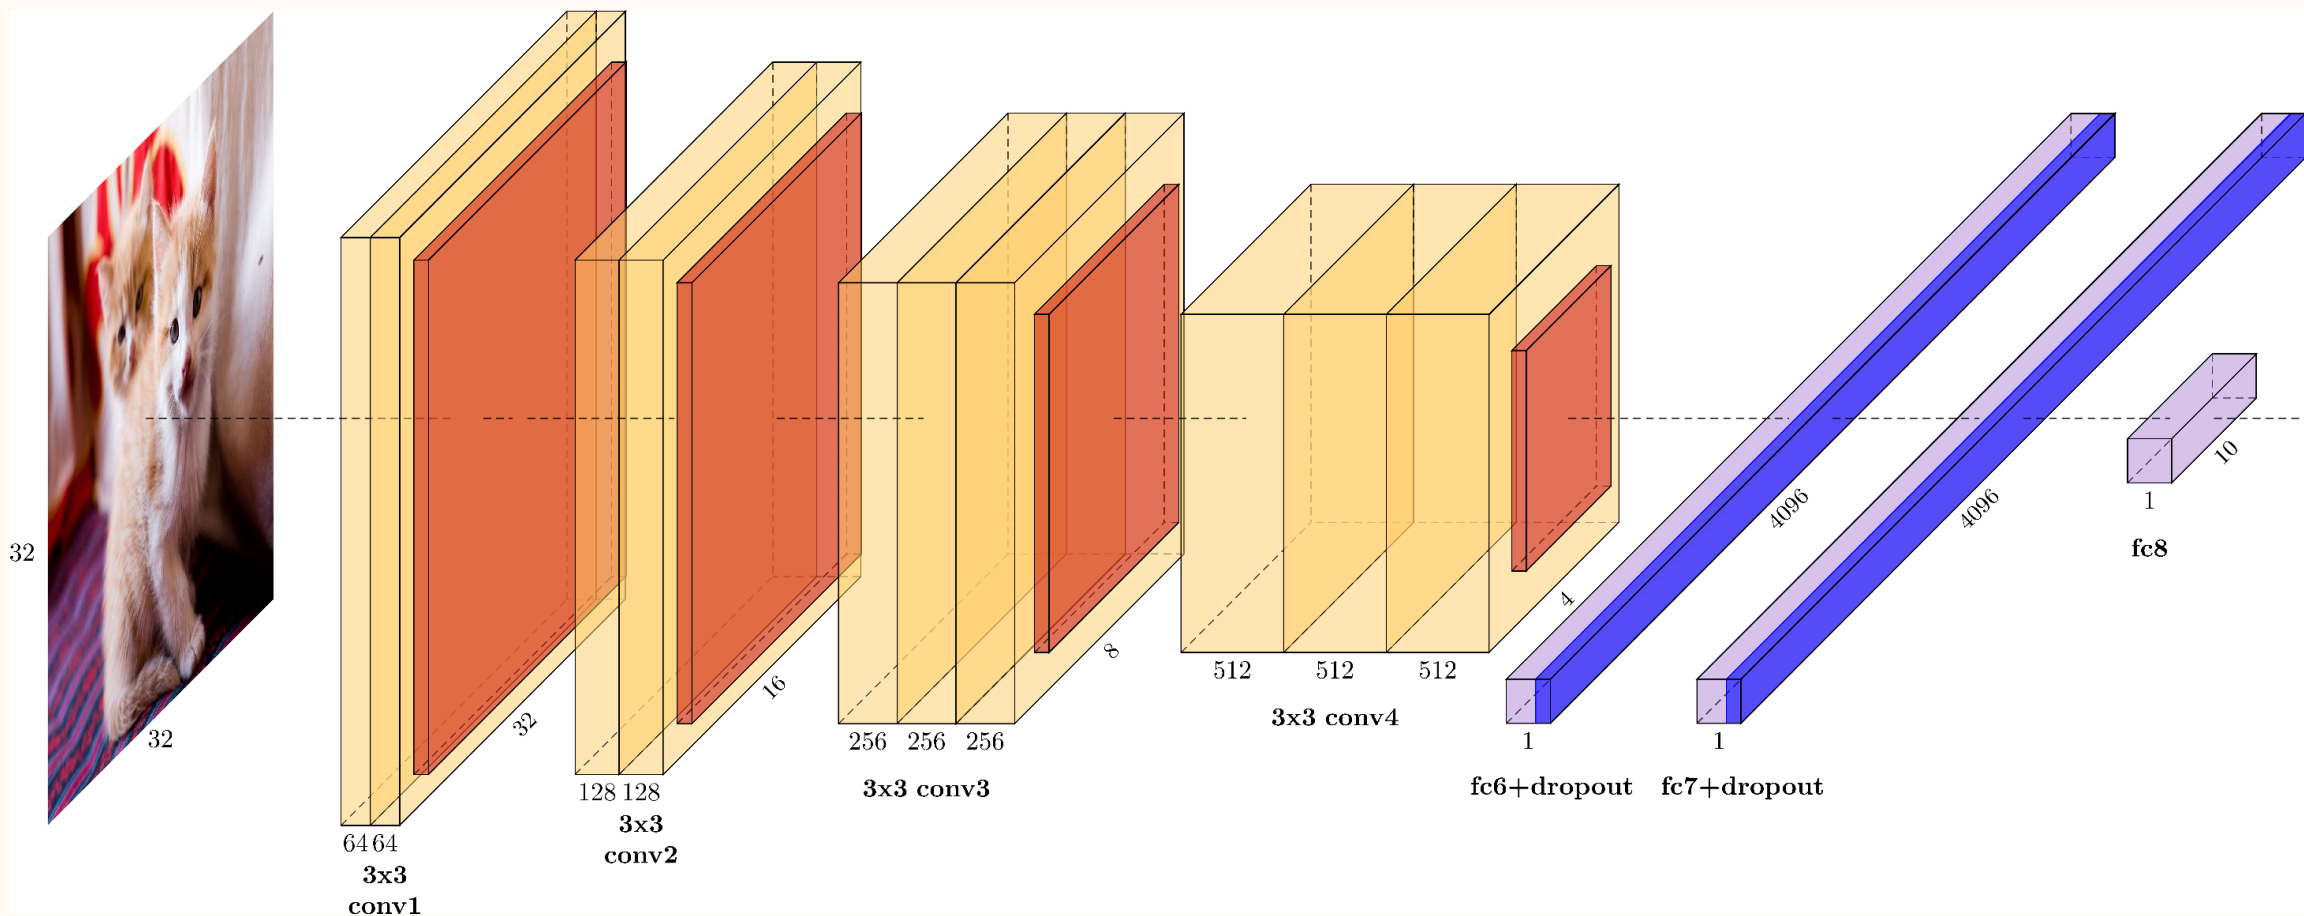 32
32
64 64
3x3
conv1
32
128 128
3x3
conv2
16
256 256 256
3x3 conv3
8
512 512 512
3x3 conv4
4
1
fc6+dropout
4096
1
fc7+dropout
4096
1
fc8
10